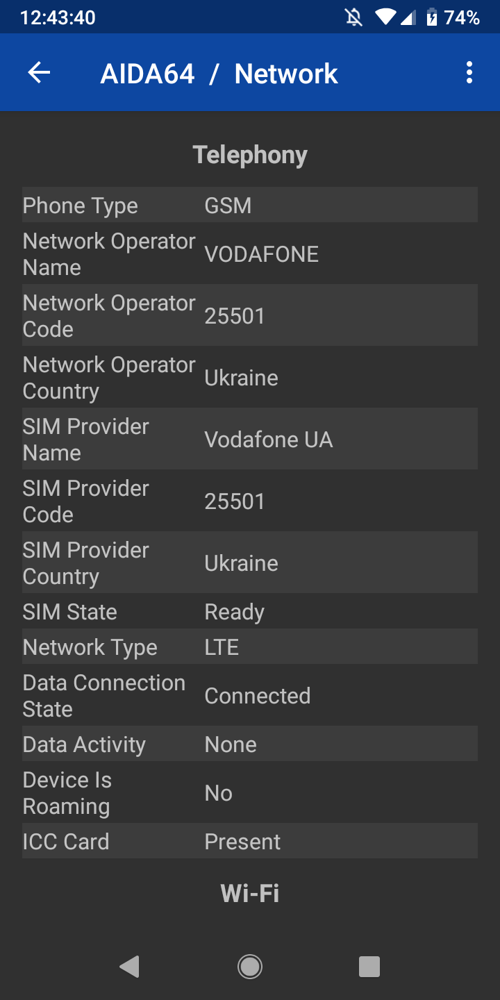 12:43:40 74%
AIDA64 / Network
Telephony
Phone Type GSM
Network Operator Name VODAFONE
Network Operator Code 25501
Network Operator Country Ukraine
SIM Provider Name Vodafone UA
SIM Provider Code 25501
SIM Provider Country Ukraine
SIM State Ready
Network Type LTE
Data Connection State Connected
Data Activity None
Device Is Roaming No
ICC Card Present
Wi-Fi